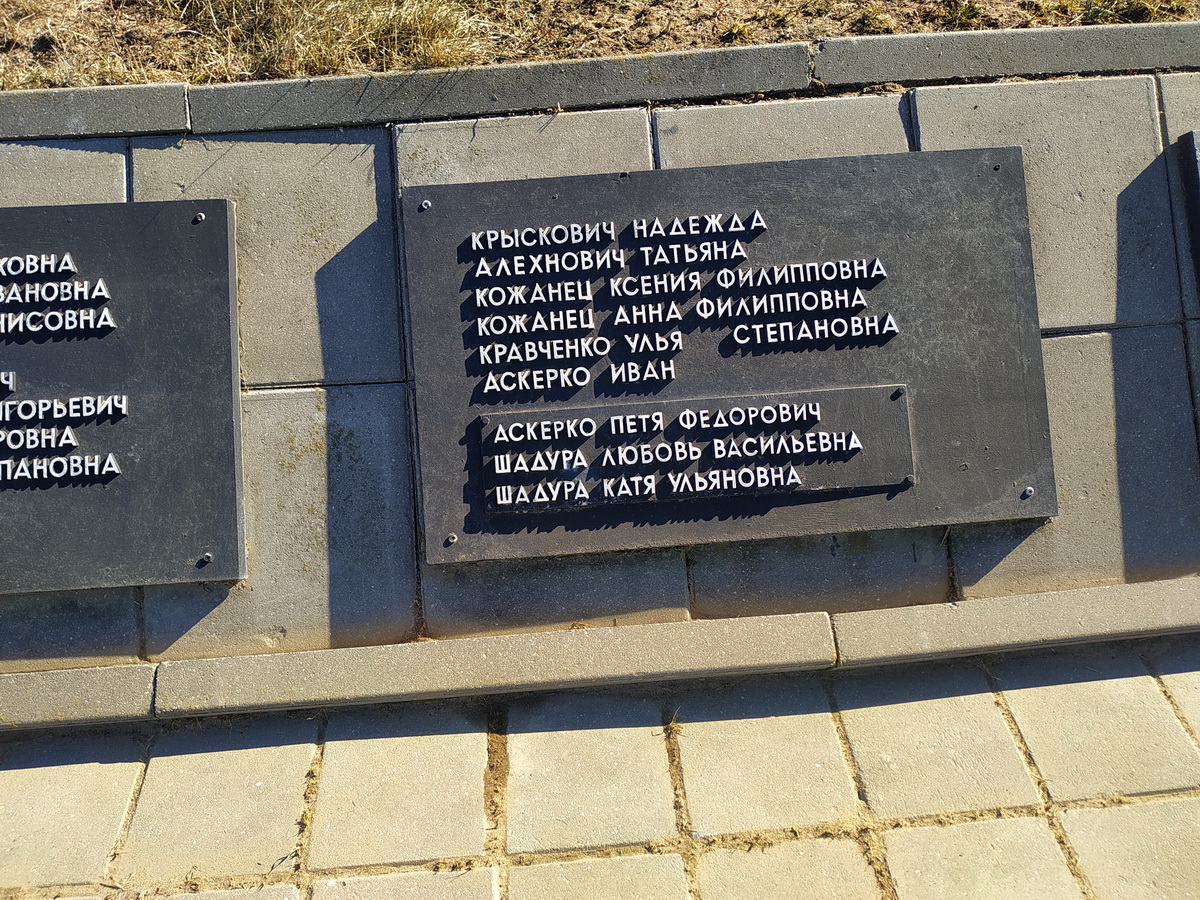 КРЫСКОВИЧ НАДЕЖДА
АЛЕХНОВИЧ ТАТЬЯНА
КОЖАНЕЦ КСЕНИЯ ФИЛИППОВНА
КОЖАНЕЦ АННА ФИЛИППОВНА
КРАВЧЕНКО УЛЬЯ СТЕПАНОВНА
АСКЕРКО ИВАН
АСКЕРКО ПЕТЯ ФЕДОРОВИЧ
ШАДУРА ЛЮБОВЬ ВАСИЛЬЕВНА
ШАДУРА КАТЯ УЛЬЯНОВНА